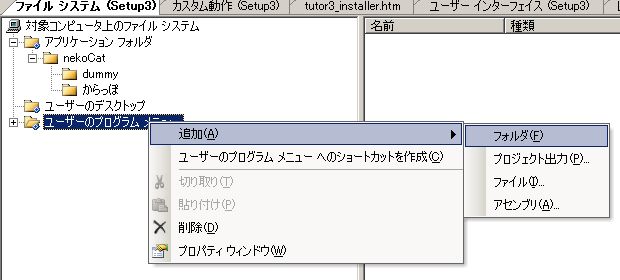 ファイル システム (Setup3) カスタム動作 (Setup3) tutor3_installer.htm ユーザー インターフェイス (Setup3)
対象コンピュータ上のファイル システム
名前 種類
アプリケーション フォルダ
nekoCat
dummy
からっぽ
ユーザーのデスクトップ
ユーザーのプログラム メニュー
追加(A)
ユーザーのプログラム メニュー へのショートカットを作成(C)
切り取り(T)
貼り付け(P)
削除(D)
プロパティ ウィンドウ(W)
フォルダ(F)
プロジェクト出力(P)...
ファイル(I)...
アセンブリ(A)...